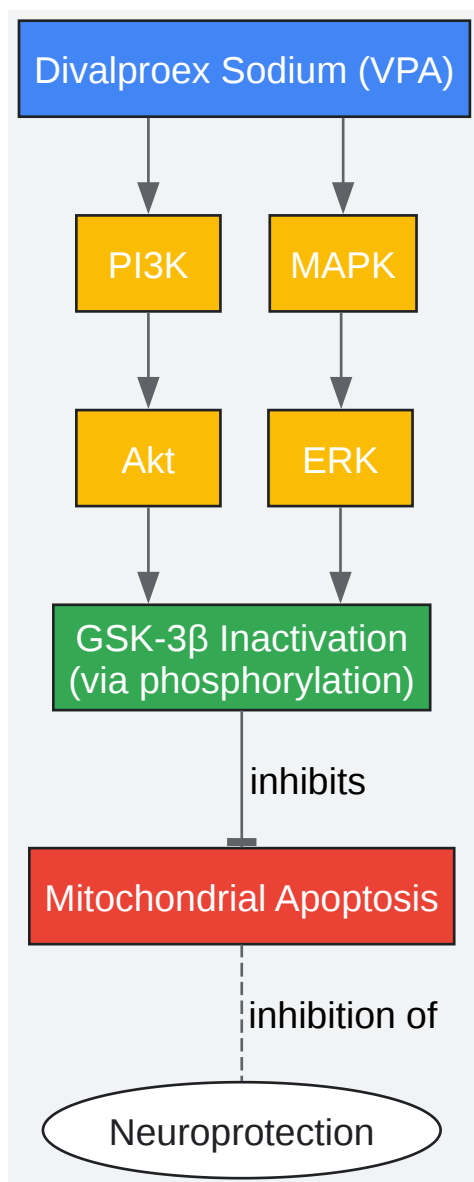 Divalproex Sodium (VPA)
PI3K
MAPK
Akt
ERK
GSK-3β Inactivation
(via phosphorylation)
inhibits
Mitochondrial Apoptosis
inhibition of
Neuroprotection